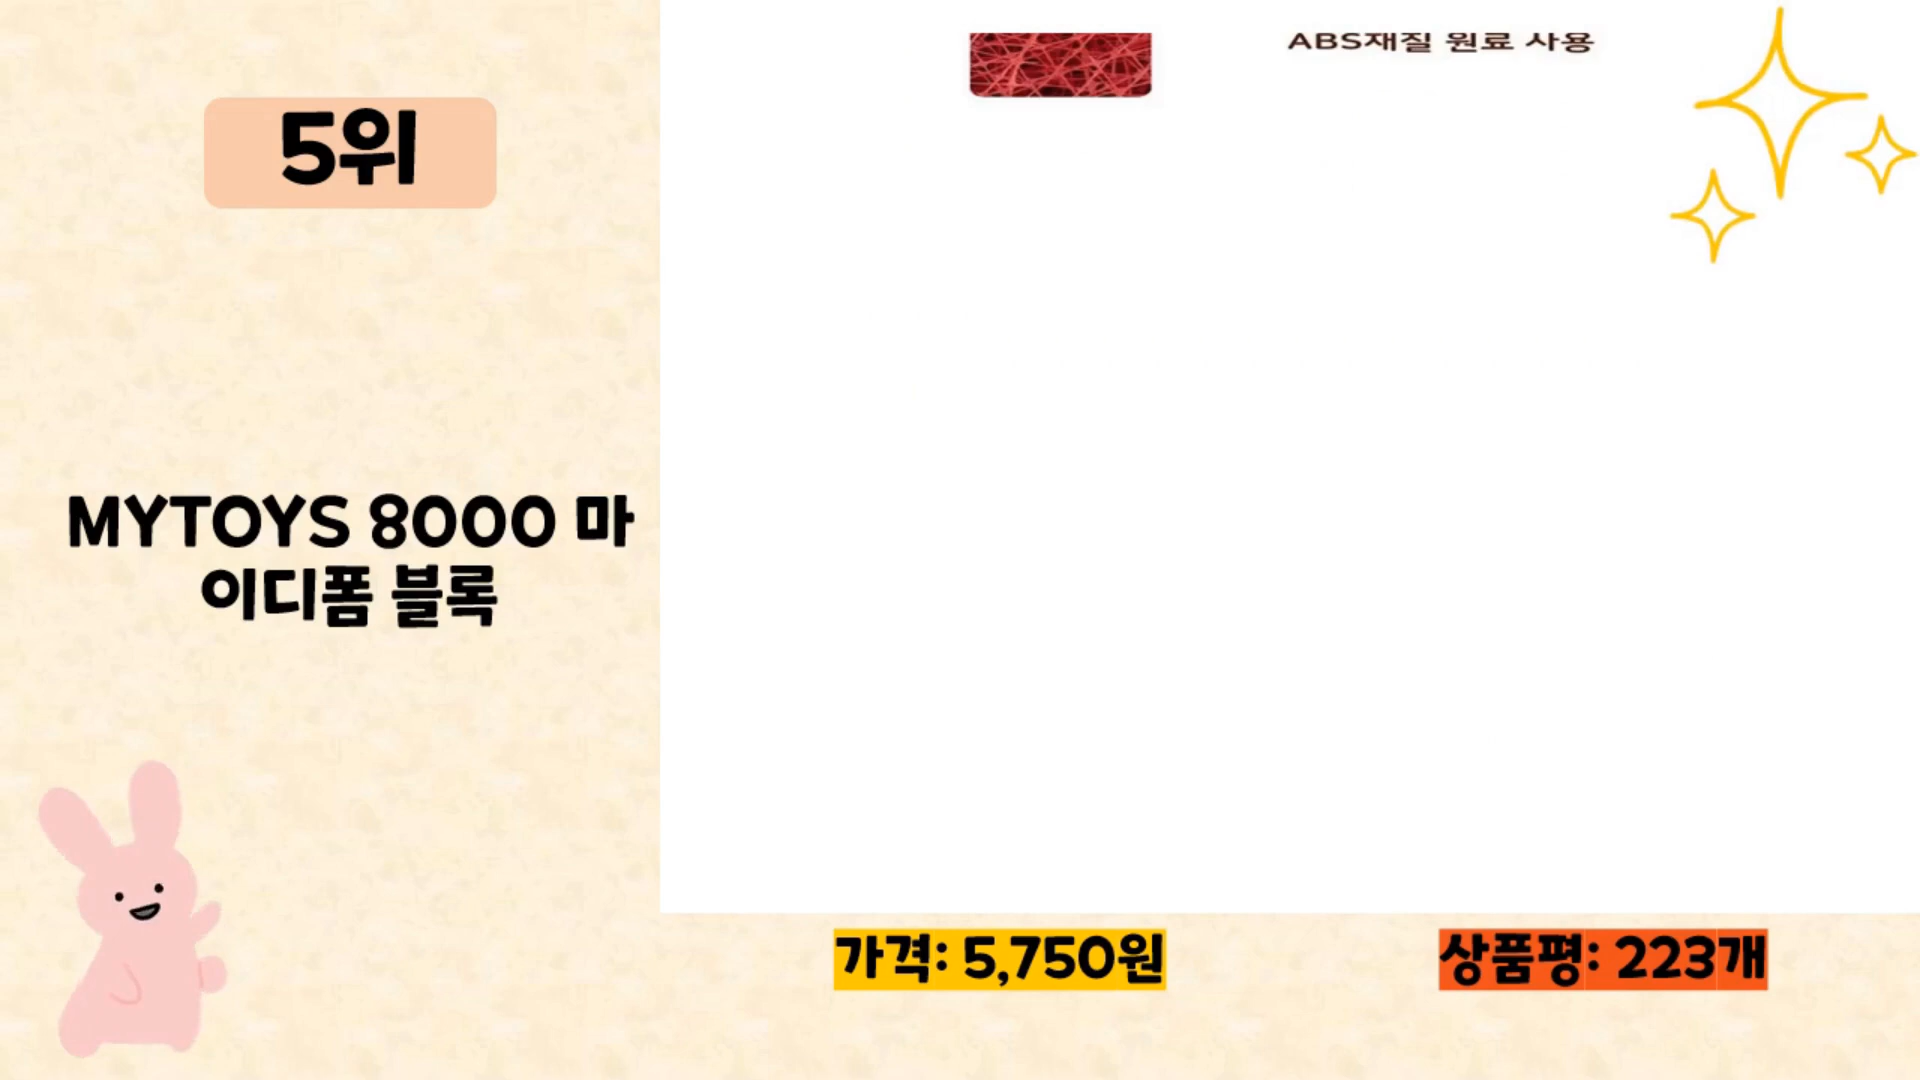 5위
ABS재질 원료 사용
MYTOYS 8000 마
이디폼 블록
가격: 5,750원
상품평: 223개